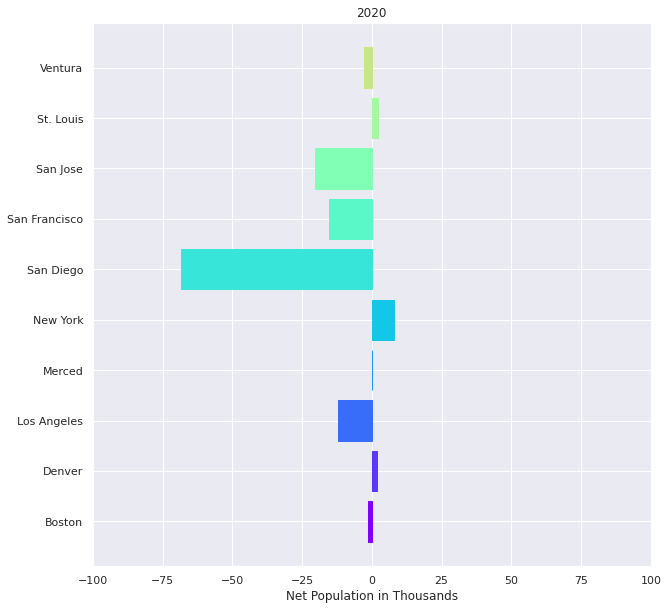 2020
Ventura
St. Louis
San Jose
San Francisco
San Diego
New York
Merced
Los Angeles
Denver
Boston
−100 −75 −50 −25 0 25 50 75 100
Net Population in Thousands